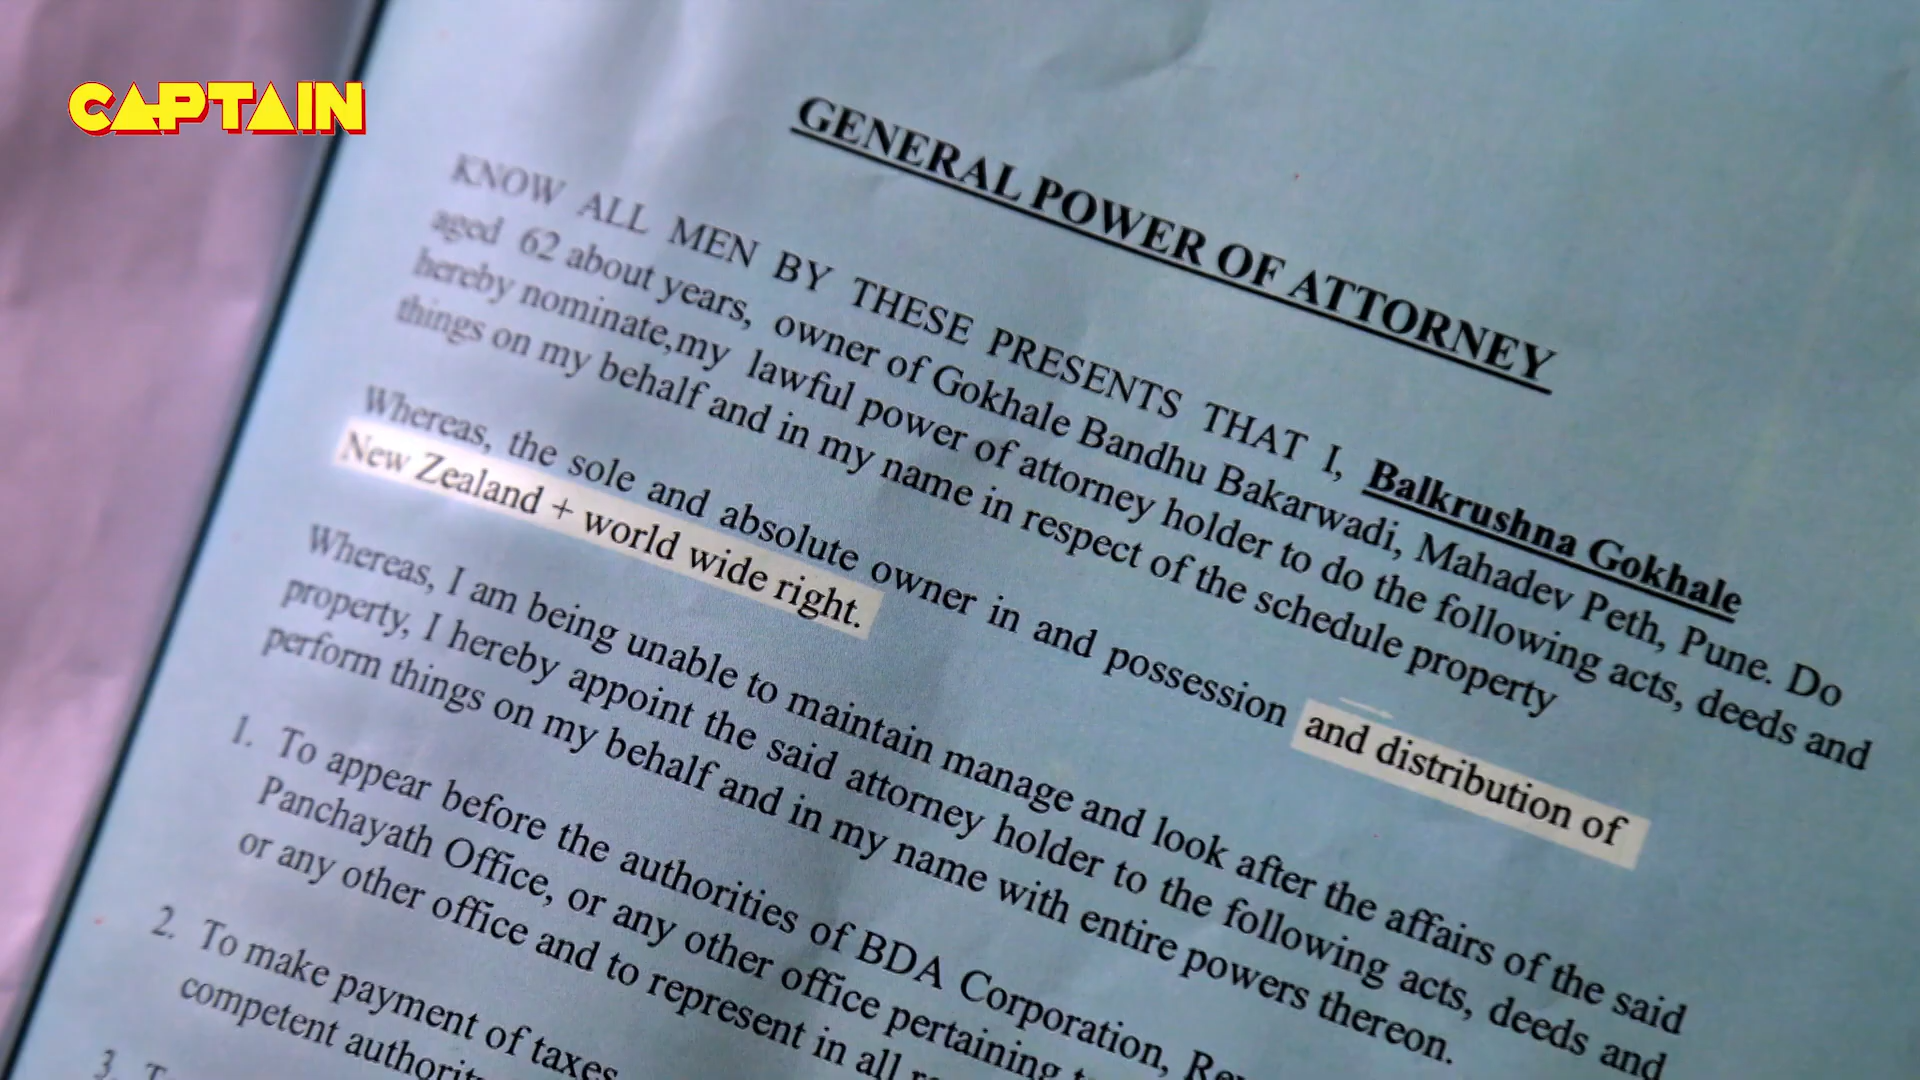 CAPTAIN
GENERAL POWER OF ATTORNEY
KNOW ALL MEN BY THESE PRESENTS THAT I, Balkrushna Gokhale
aged 62 about years, owner of Gokhale Bandhu Bakarwadi, Mahadev Peth, Pune. Do
hereby nominate,my lawful power of attorney holder to do the following acts, deeds and
things on my behalf and in my name in respect of the schedule property
Whereas, the sole and absolute owner in and possession and distribution of
New Zealand + world wide right.
Whereas, I am being unable to maintain manage and look after the affairs of the said
property, I hereby appoint the said attorney holder to the following acts, deeds and
perform things on my behalf and in my name with entire powers thereon.
1. To appear before the authorities of BDA Corporation,
Panchayath Office, or any other office pertaining
or any other office and to represent in all
2. To make payment of taxes
competent
3.